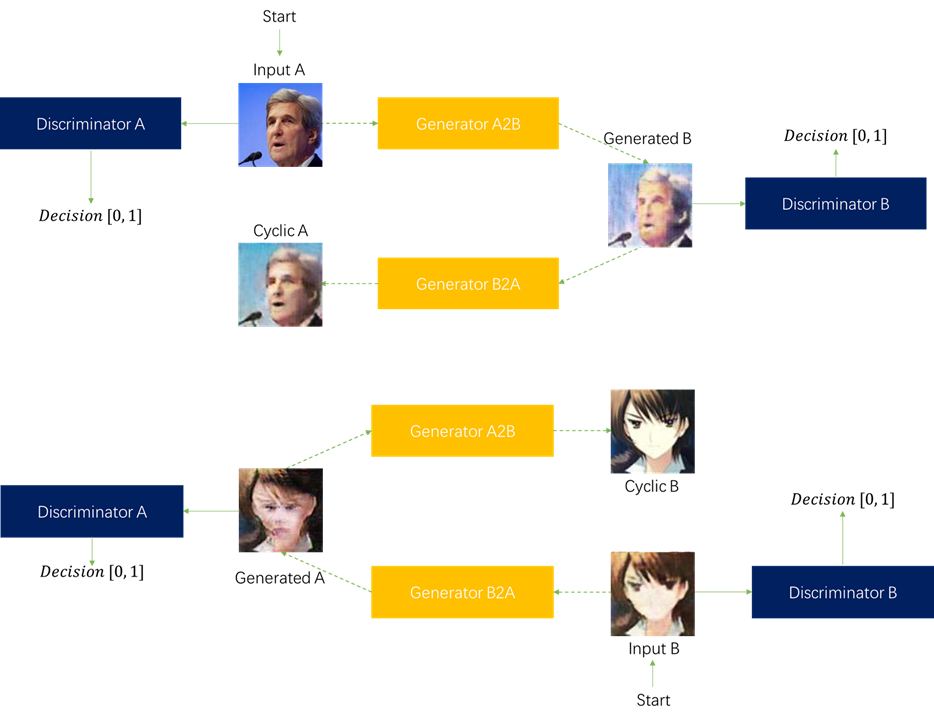 Start
Input A
Discriminator A
Generator A2B
Generated B
Decision [0, 1]
Discriminator B
Decision [0, 1]
Cyclic A
Generator B2A
Generator A2B
Cyclic B
Discriminator A
Decision [0, 1]
Decision [0, 1]
Generated A
Generator B2A
Discriminator B
Input B
Start